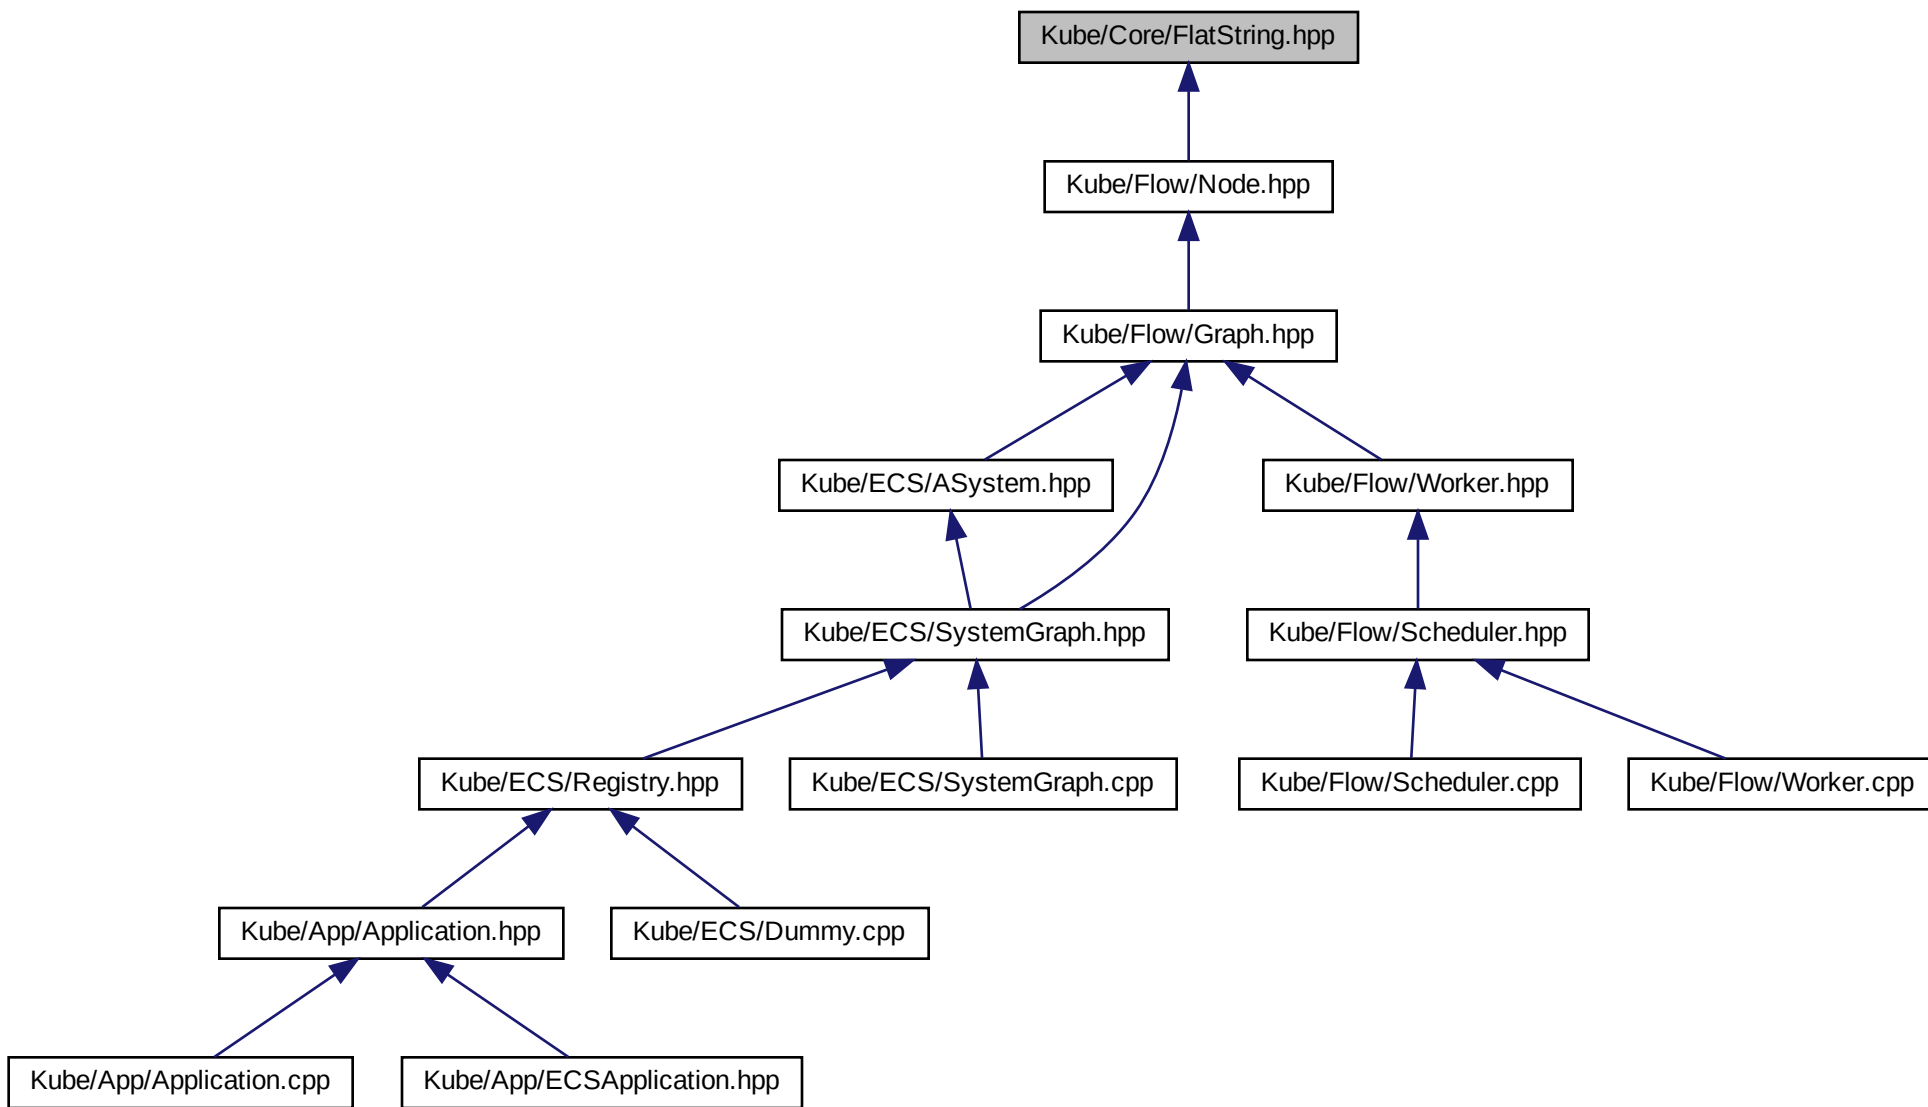 Kube/Core/FlatString.hpp
Kube/Flow/Node.hpp
Kube/Flow/Graph.hpp
Kube/ECS/ASystem.hpp
Kube/Flow/Worker.hpp
Kube/ECS/SystemGraph.hpp
Kube/Flow/Scheduler.hpp
Kube/ECS/Registry.hpp
Kube/ECS/SystemGraph.cpp
Kube/Flow/Scheduler.cpp
Kube/Flow/Worker.cpp
Kube/App/Application.hpp
Kube/ECS/Dummy.cpp
Kube/App/Application.cpp
Kube/App/ECSApplication.hpp